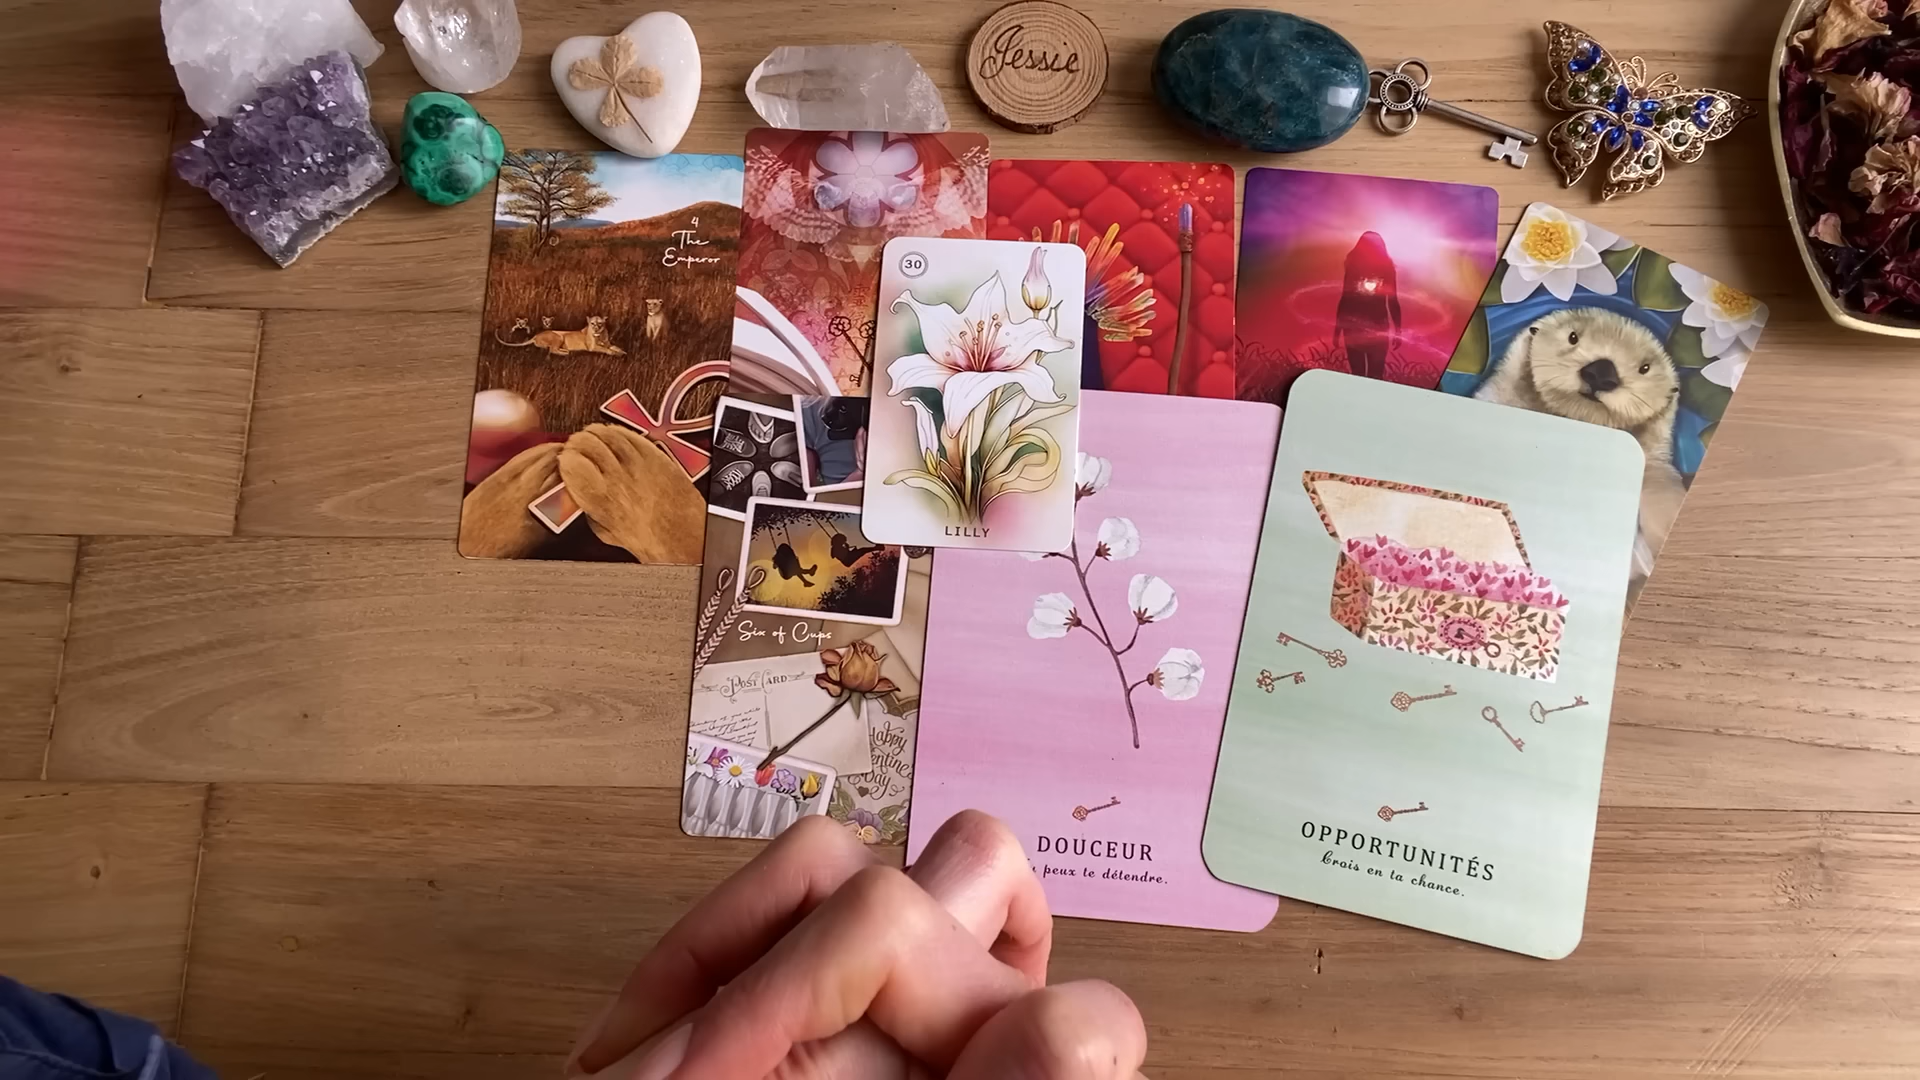 Jessie
4
The
Emperor
30
LILLY
Six of Cups
POST CARD
Happy
Day
DOUCEUR
peux te détendre.
OPPORTUNITÉS
Crois en ta chance.